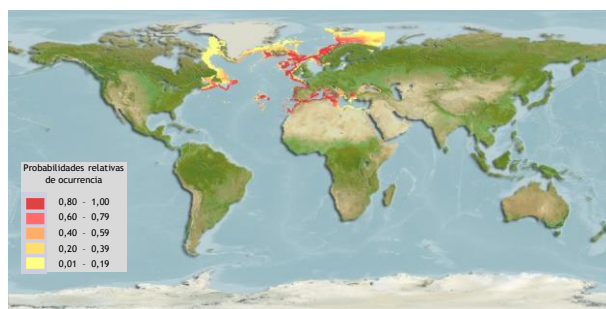 Probabilidades relativas
de ocurrencia
0,80 - 1,00
0,60 - 0,79
0,40 - 0,59
0,20 - 0,39
0,01 - 0,19